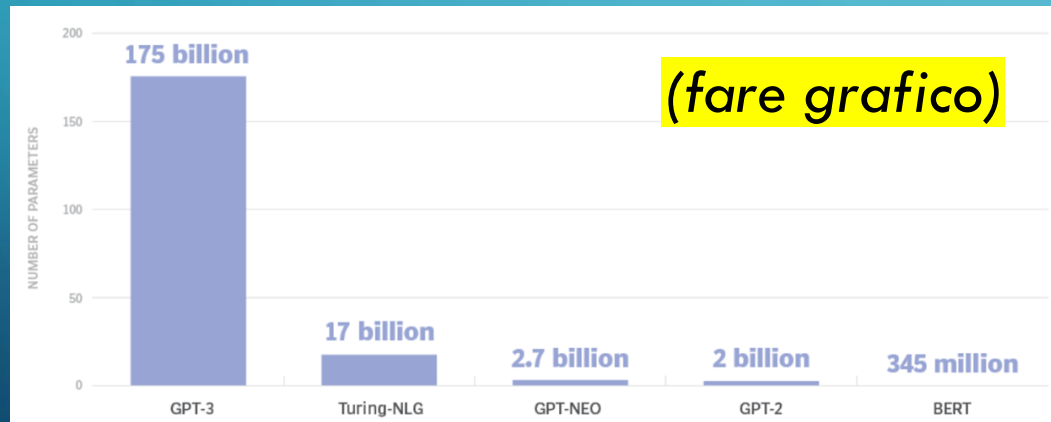 200
175 billion
(fare grafico)
150
NUMBER OF PARAMETERS
100
50
17 billion
2.7 billion
2 billion
345 million
0
GPT-3
Turing-NLG
GPT-NEO
GPT-2
BERT